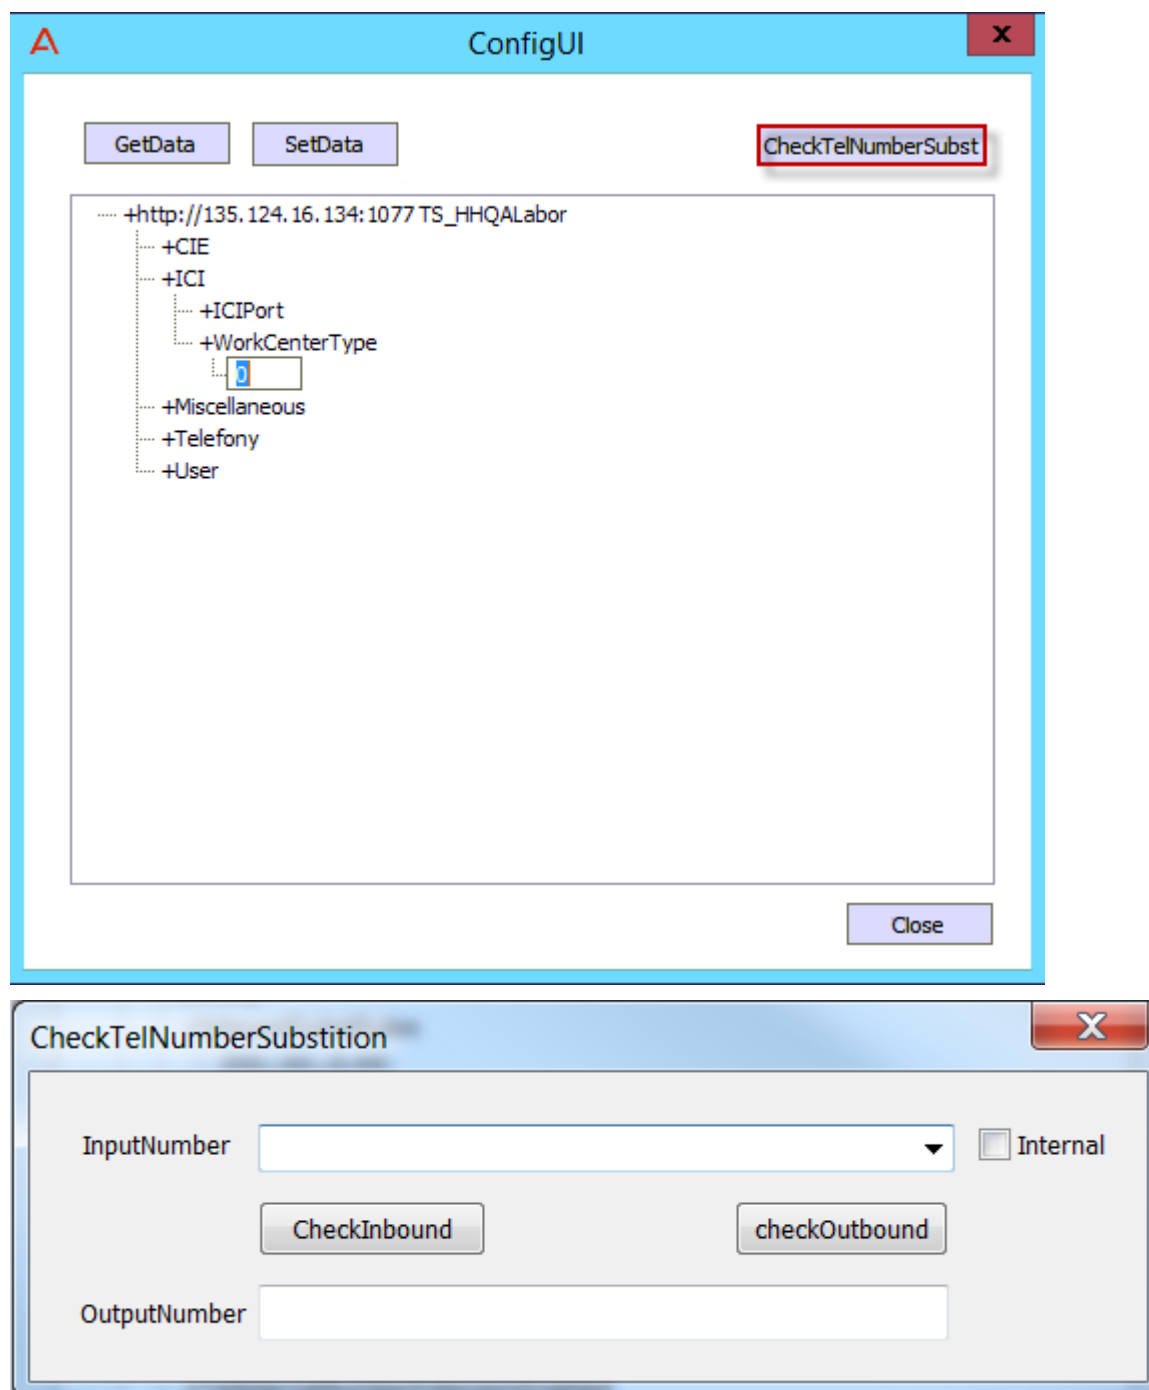 ConfigUI
x
GetData SetData CheckTelNumberSubst
+http://135.124.16.134:1077 TS_HHQALabor
+CIE
+ICI
+ICIPort
+WorkCenterType
0
+Miscellaneous
+Telefony
+User
Close
CheckTelNumberSubstition
X
InputNumber Internal
CheckInbound checkOutbound
OutputNumber